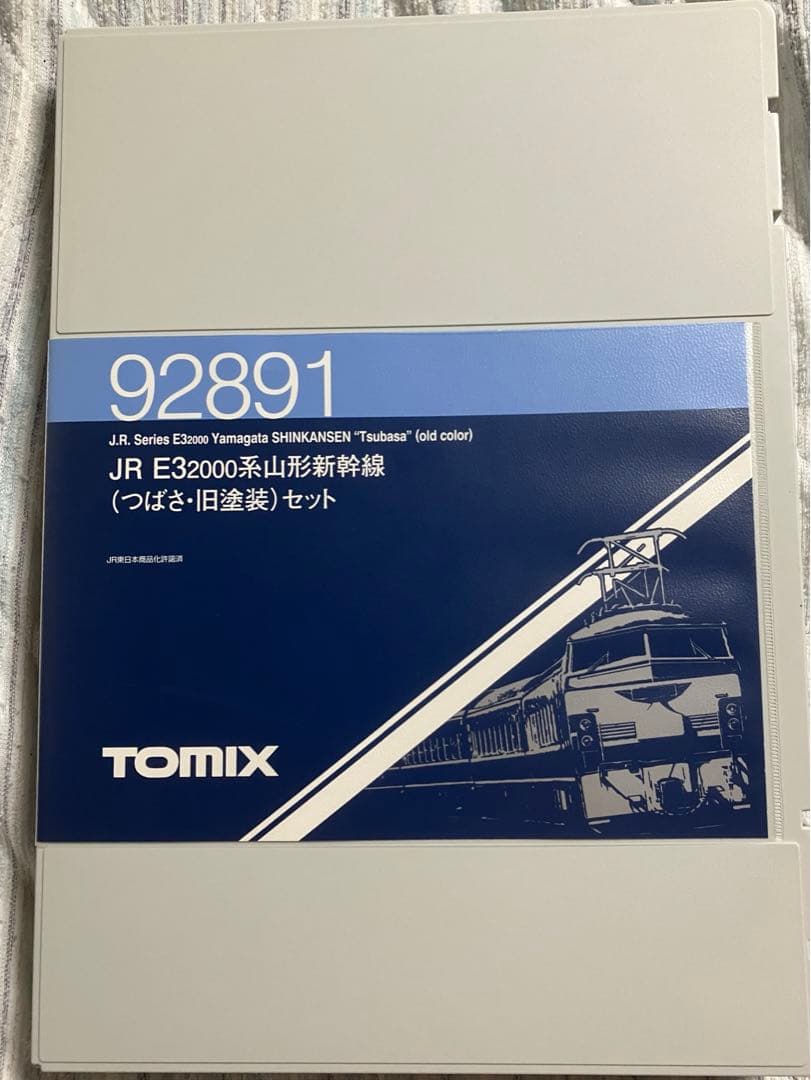 92891
J.R. Series E32000 Yamagata SHINKANSEN “Tsubasa” (old color)
JR E32000系山形新幹線
(つばさ・旧塗装)セット
JR東日本商品化許諾済
TOMIX